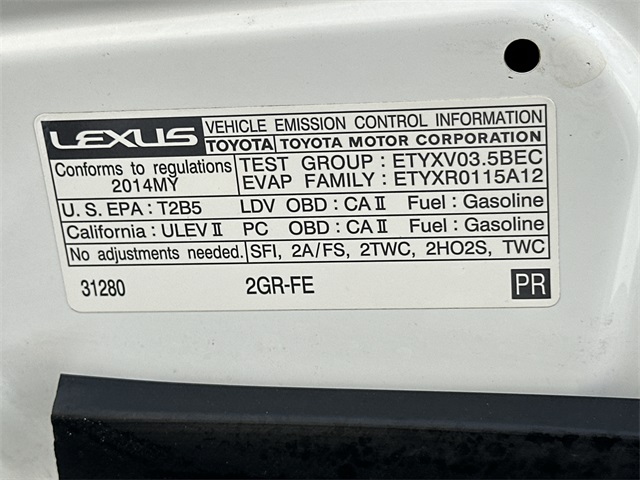 LEXUS VEHICLE EMISSION CONTROL INFORMATION
TOYOTA TOYOTA MOTOR CORPORATION
Conforms to regulations TEST GROUP : ETYXV03.5BEC
2014MY EVAP FAMILY : ETYXR0115A12
U. S. EPA : T2B5 LDV OBD : CA II Fuel : Gasoline
California : ULEV II PC OBD : CA II Fuel : Gasoline
No adjustments needed. SFI, 2A/FS, 2TWC, 2HO2S, TWC
31280 2GR-FE PR